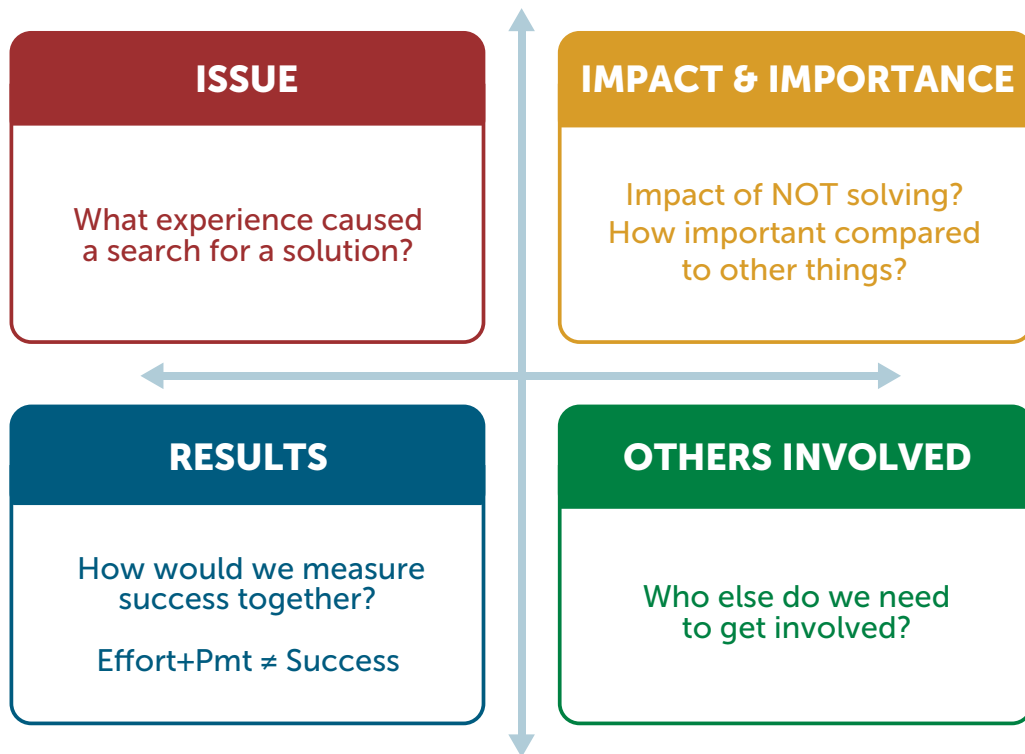 ISSUE
What experience caused
a search for a solution?
IMPACT & IMPORTANCE
Impact of NOT solving?
How important compared
to other things?
RESULTS
How would we measure
success together?
Effort+Pmt ≠ Success
OTHERS INVOLVED
Who else do we need
to get involved?